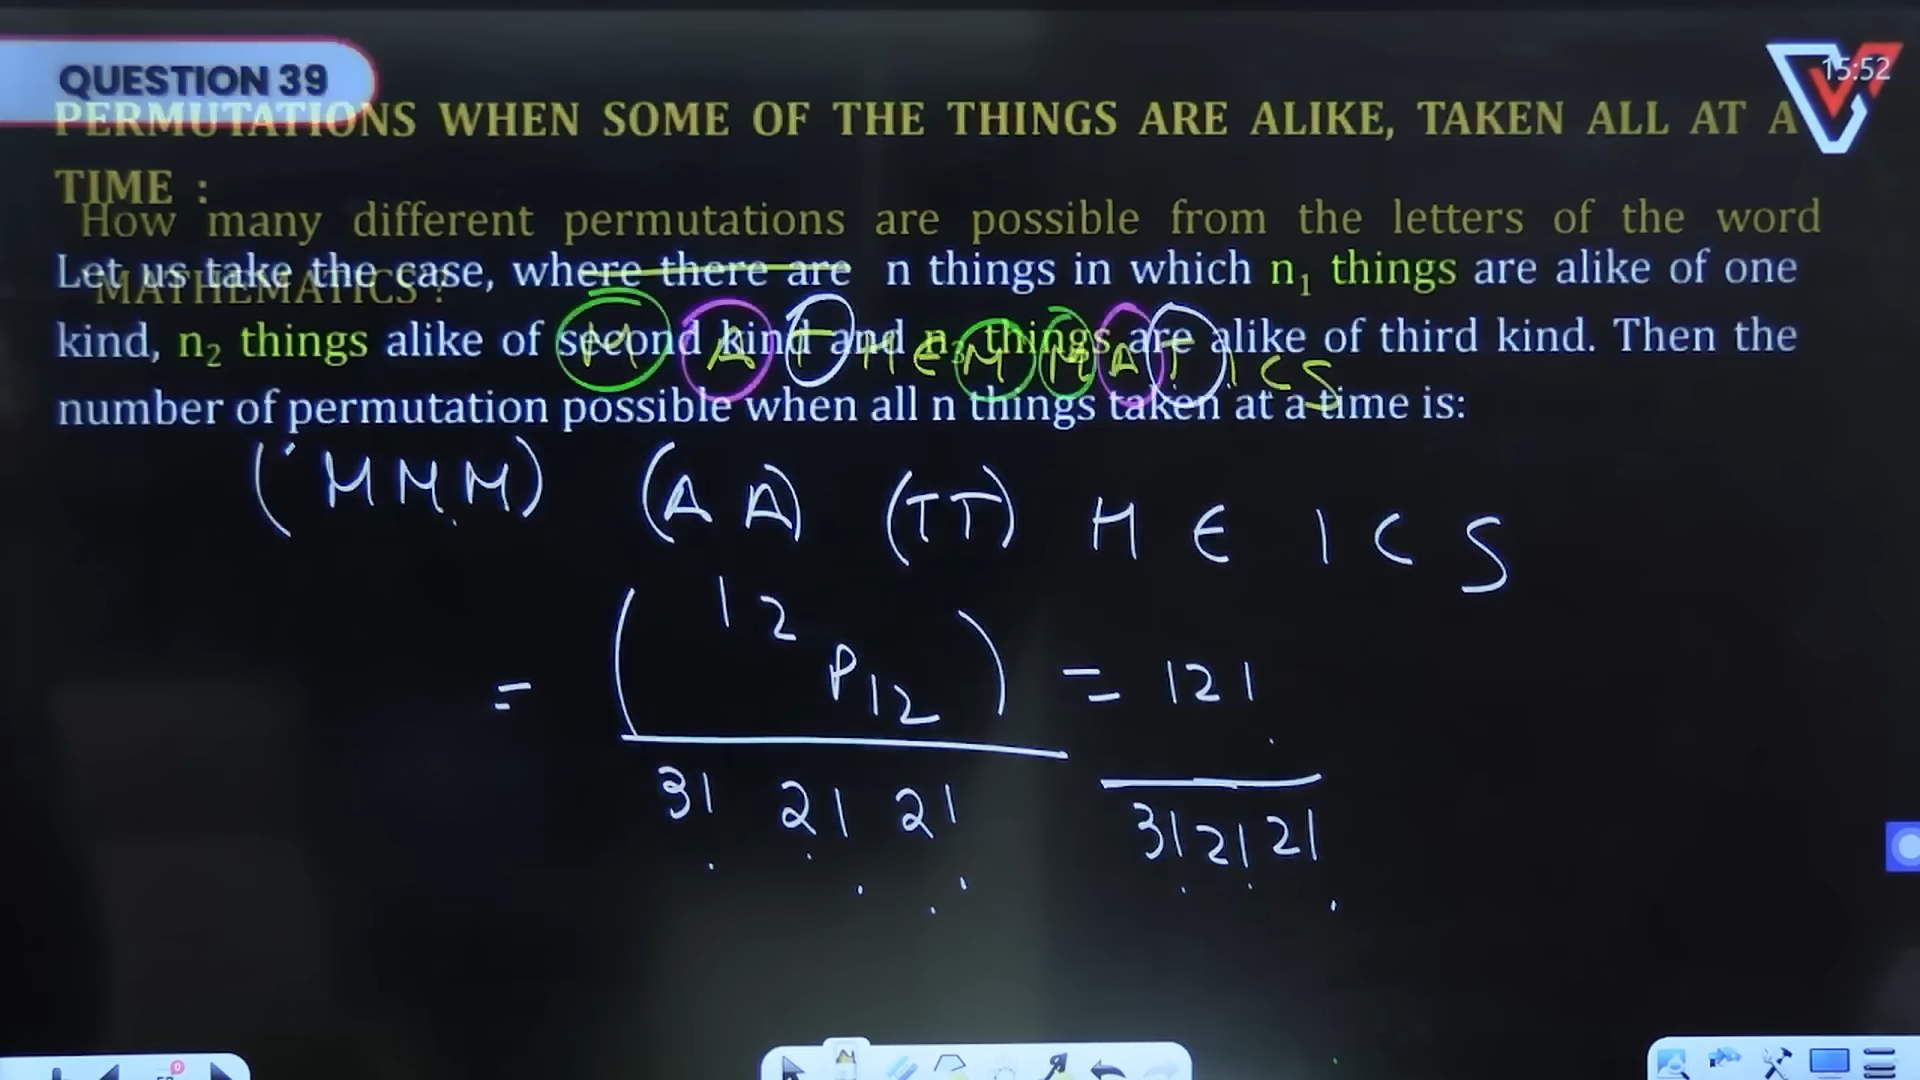 QUESTION 39
15:52
PERMUTATIONS WHEN SOME OF THE THINGS ARE ALIKE, TAKEN ALL AT A
TIME :
How many different permutations are possible from the letters of the word
MATHEMATICS ?
Let us take the case, where there are n things in which n₁ things are alike of one
kind, n₂ things alike of second kind and n₃ things are alike of third kind. Then the
M A T H E M M A T I C S
number of permutation possible when all n things taken at a time is:
(MMM) (AA) (TT) H E I C S
= (¹²P₁₂) / 3! 2! 2! = 12! / 3! 2! 2!